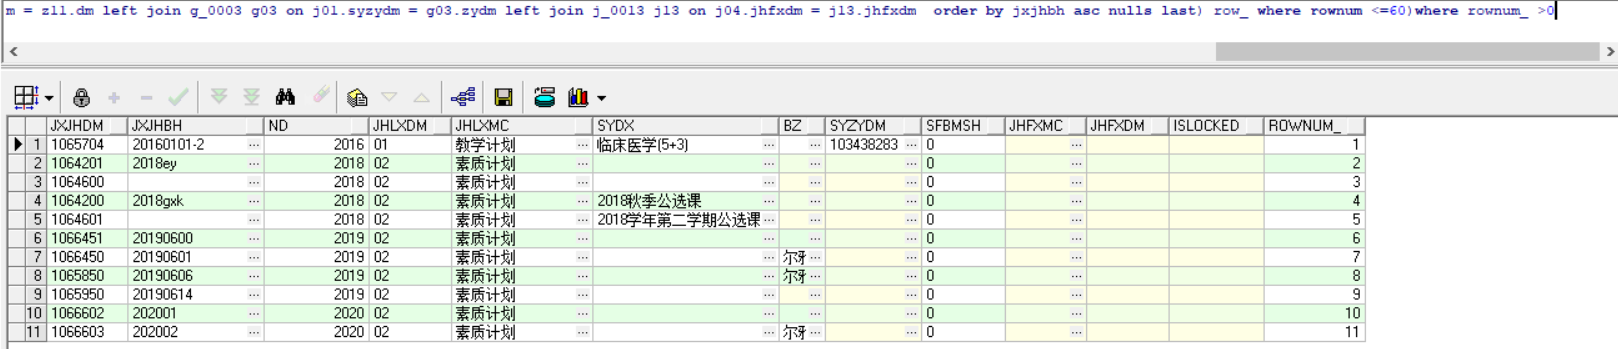 m = z11.dm left join g_0003 g03 on j01.syzydm = g03.zydm left join j_0013 j13 on j04.jhfxdm = j13.jhfxdm  order by jxjhbh asc nulls last) row_ where rownum <=60)where rownum_ >0
JXJHDM JXJHBH ND JHLXDM JHLXMC SYDX BZ SYZYDM SFBMSH JHFXMC JHFXDM ISLOCKED ROWNUM_
1 1065704 20160101-2 ... 2016 01 教学计划 ... 临床医学(5+3) ... ... 103438283 ... 0 ... 1
2 1064201 2018ey ... 2018 02 素质计划 ... ... ... ... 0 ... 2
3 1064600 ... 2018 02 素质计划 ... ... ... ... 0 ... 3
4 1064200 2018gxk ... 2018 02 素质计划 ... 2018秋季公选课 ... ... ... 0 ... 4
5 1064601 ... 2018 02 素质计划 ... 2018学年第二学期公选课 ... ... ... 0 ... 5
6 1066451 20190600 ... 2019 02 素质计划 ... ... ... ... 0 ... 6
7 1066450 20190601 ... 2019 02 素质计划 ... ... 尔雅 ... ... 0 ... 7
8 1065850 20190606 ... 2019 02 素质计划 ... ... 尔雅 ... ... 0 ... 8
9 1065950 20190614 ... 2019 02 素质计划 ... ... ... ... 0 ... 9
10 1066602 202001 ... 2020 02 素质计划 ... ... ... ... 0 ... 10
11 1066603 202002 ... 2020 02 素质计划 ... ... 尔雅 ... ... 0 ... 11